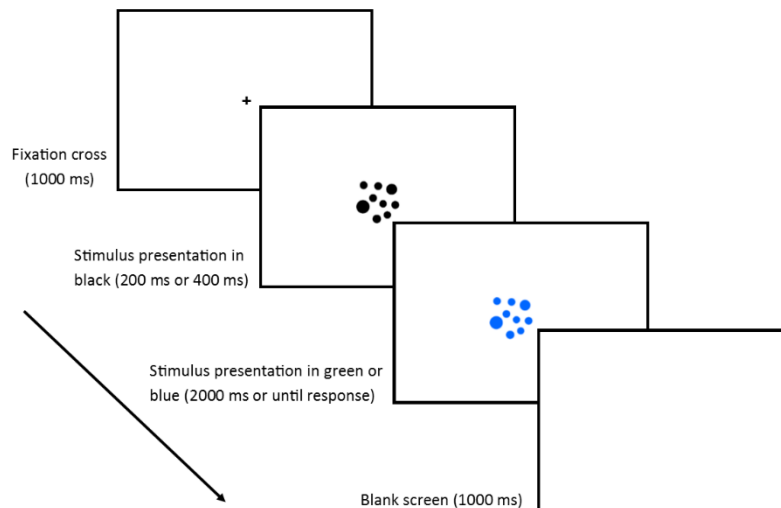 Fixation cross
(1000 ms)
Stimulus presentation in
black (200 ms or 400 ms)
Stimulus presentation in green or
blue (2000 ms or until response)
Blank screen (1000 ms)